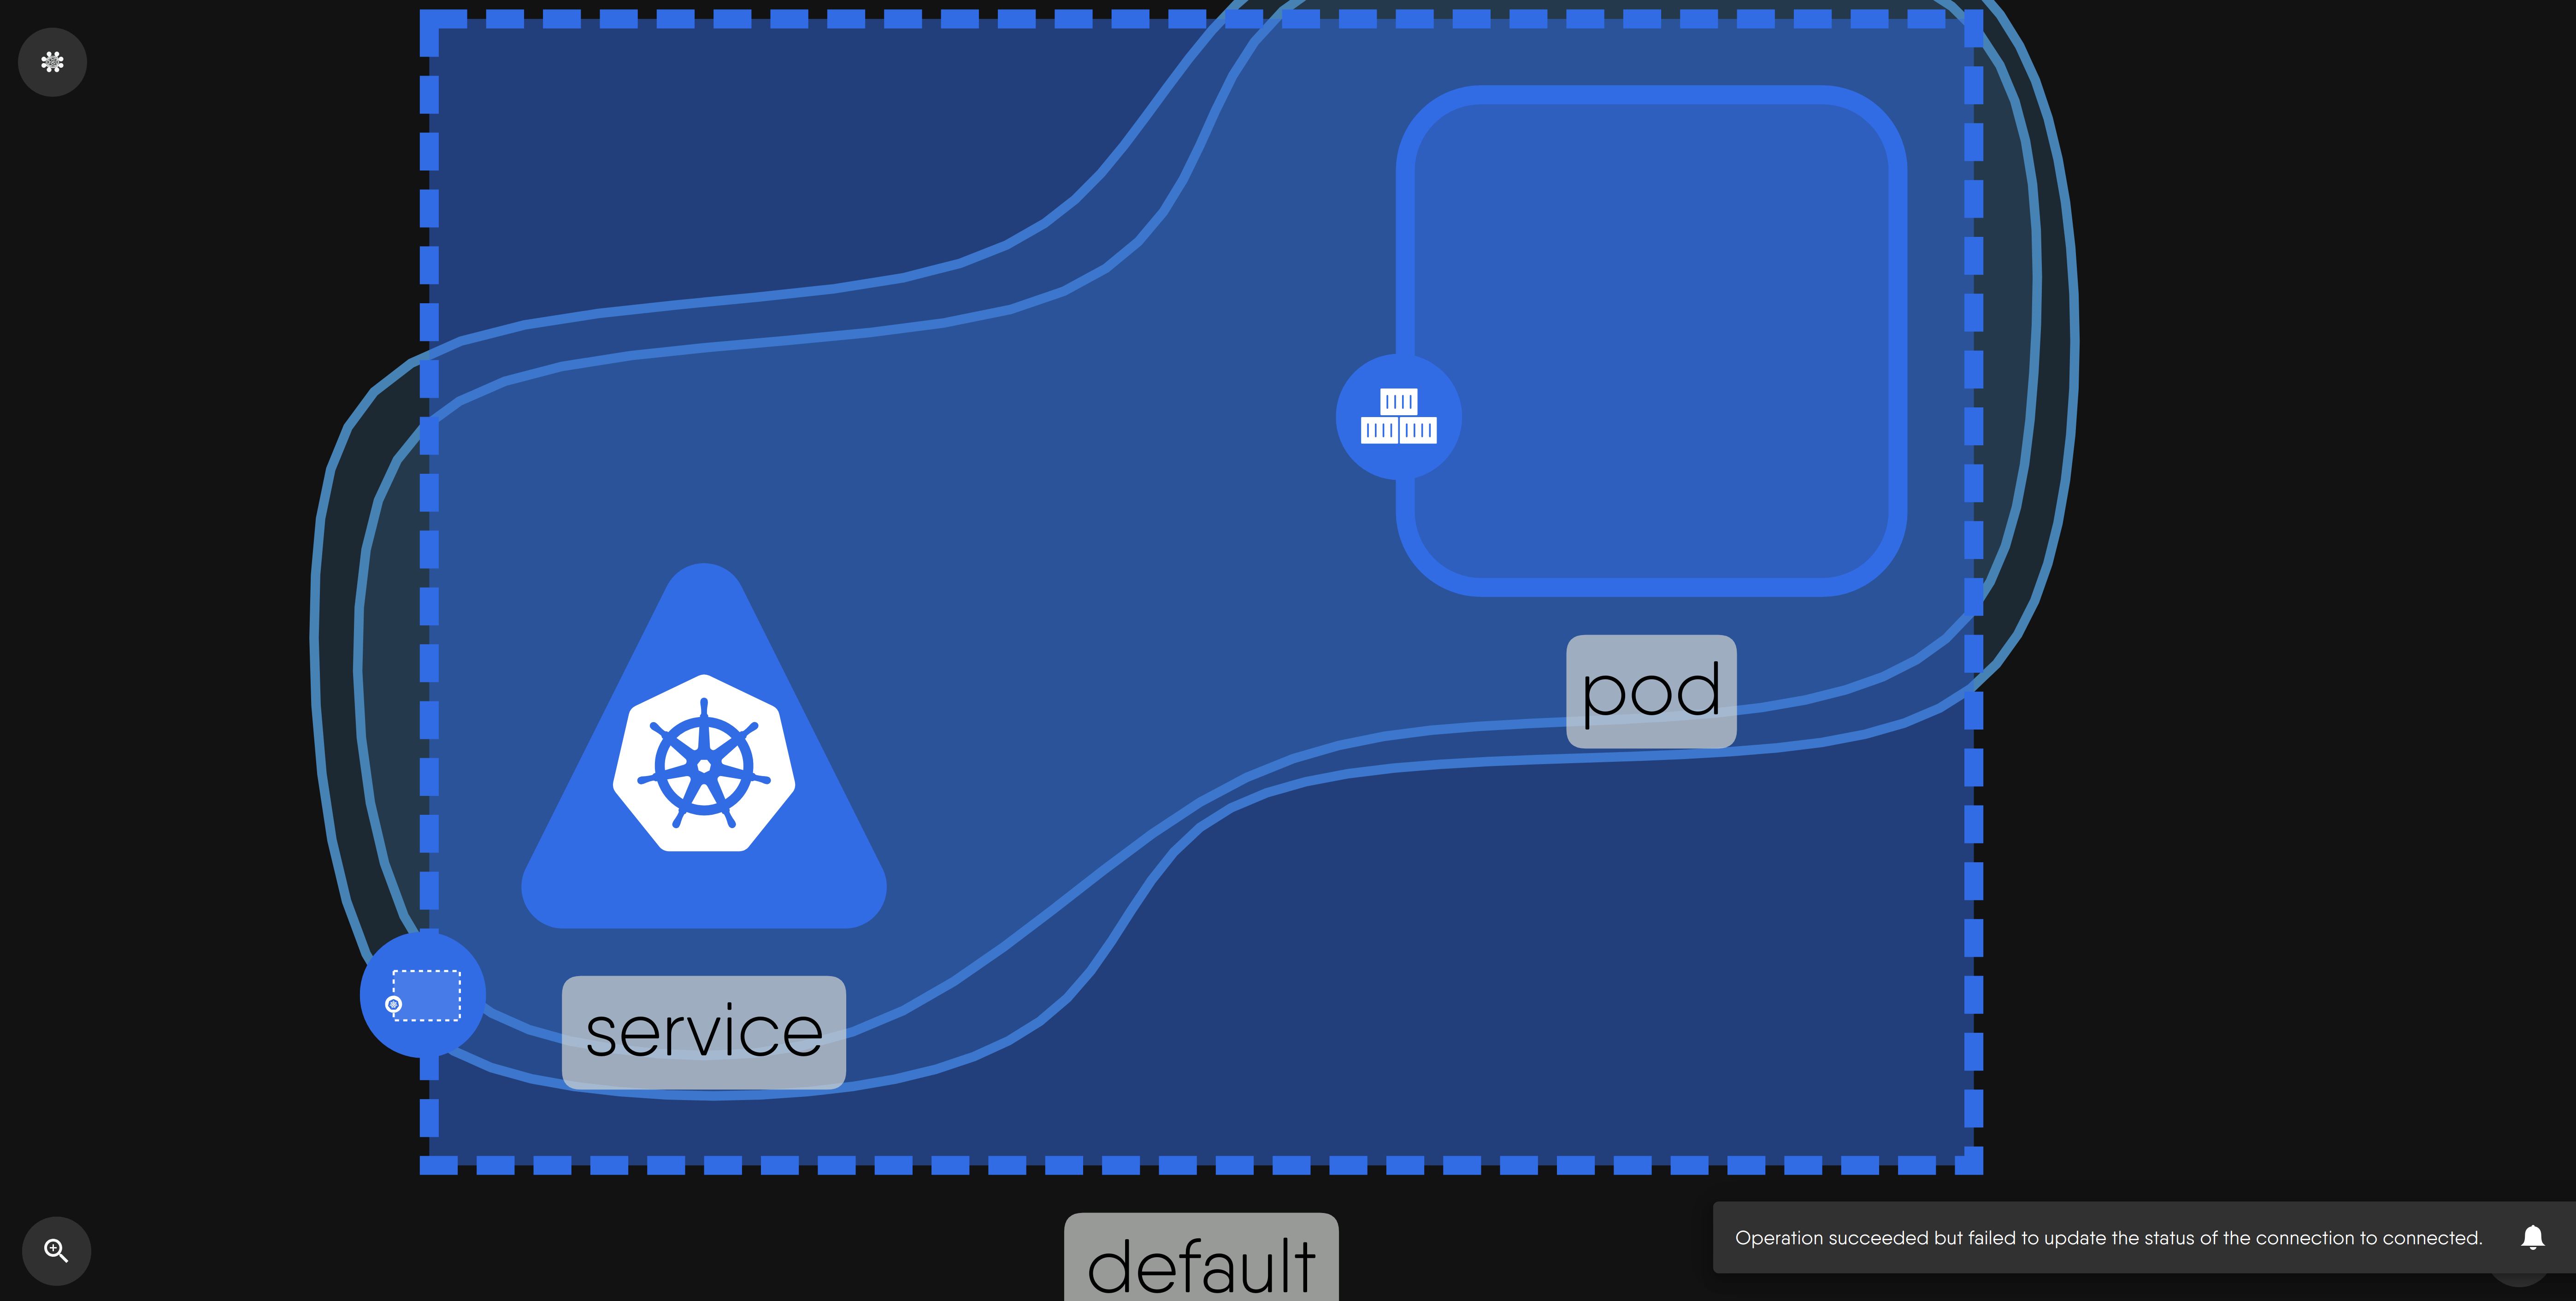 pod
service
default
Operation succeeded but failed to update the status of the connection to connected.